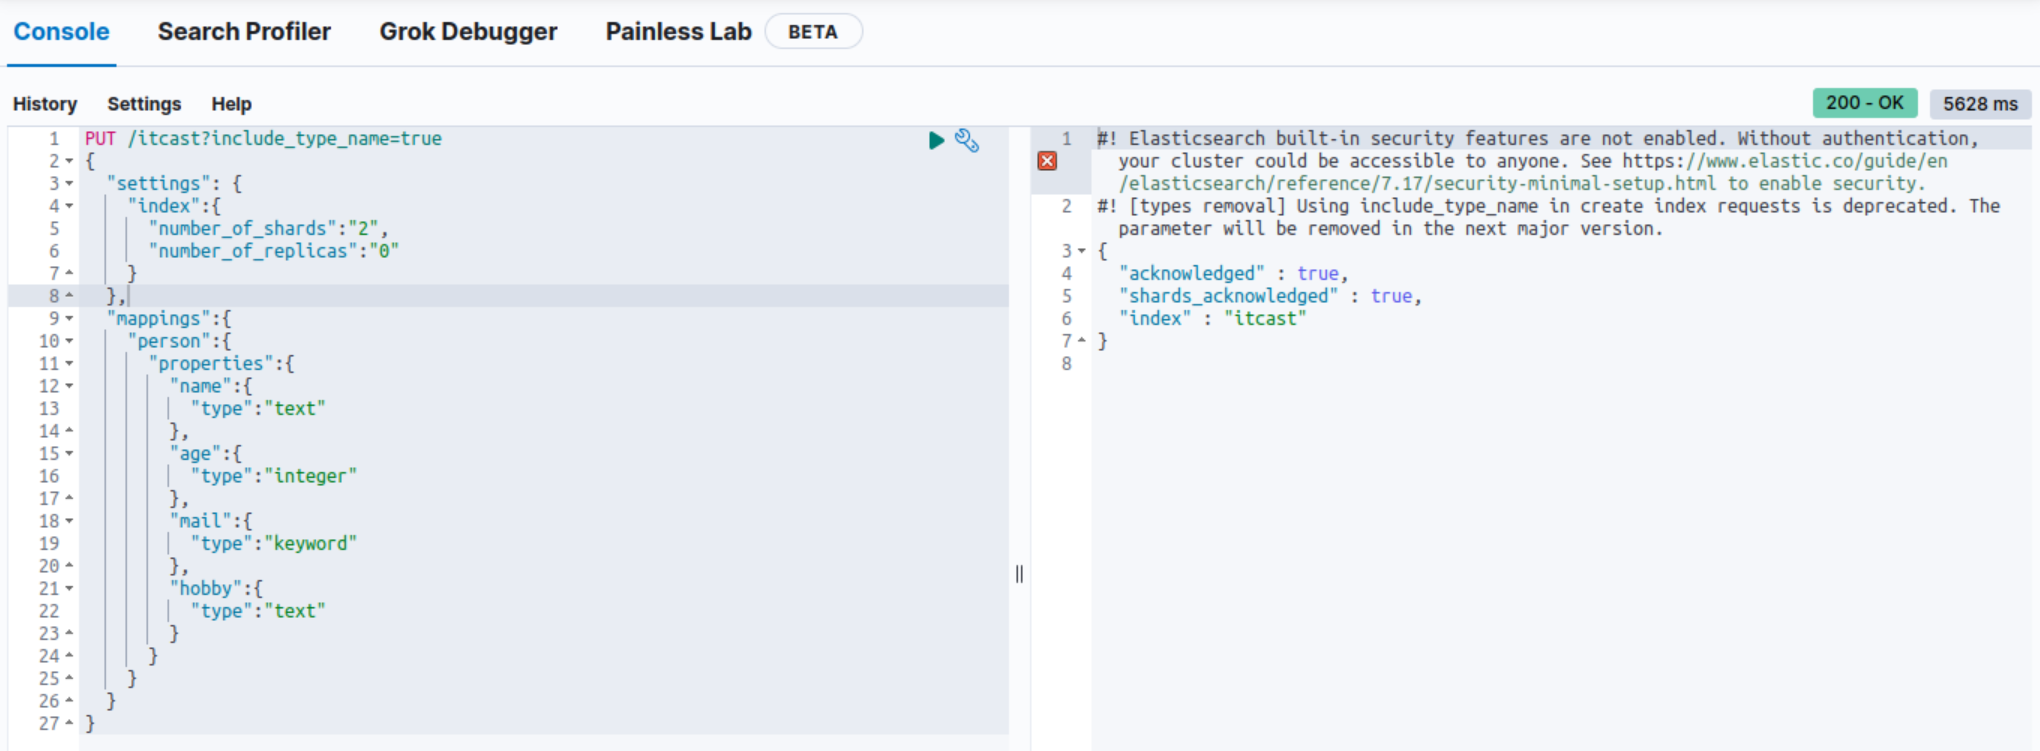 Console Search Profiler Grok Debugger Painless Lab BETA
History Settings Help 200 - OK 5628 ms
1 PUT /itcast?include_type_name=true
2 {
3 "settings": {
4 "index":{
5 "number_of_shards":"2",
6 "number_of_replicas":"0"
7 }
8 },
9 "mappings":{
10 "person":{
11 "properties":{
12 "name":{
13 "type":"text"
14 },
15 "age":{
16 "type":"integer"
17 },
18 "mail":{
19 "type":"keyword"
20 },
21 "hobby":{
22 "type":"text"
23 }
24 }
25 }
26 }
27 }
1 #! Elasticsearch built-in security features are not enabled. Without authentication,
your cluster could be accessible to anyone. See https://www.elastic.co/guide/en
/elasticsearch/reference/7.17/security-minimal-setup.html to enable security.
2 #! [types removal] Using include_type_name in create index requests is deprecated. The
parameter will be removed in the next major version.
3 {
4 "acknowledged" : true,
5 "shards_acknowledged" : true,
6 "index" : "itcast"
7 }
8